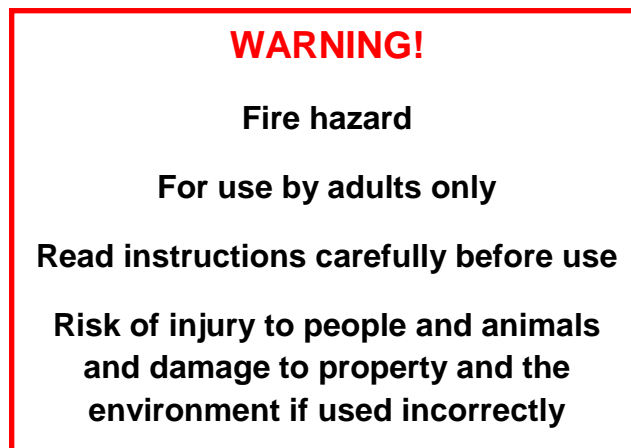 WARNING!
Fire hazard
For use by adults only
Read instructions carefully before use
Risk of injury to people and animals
and damage to property and the
environment if used incorrectly